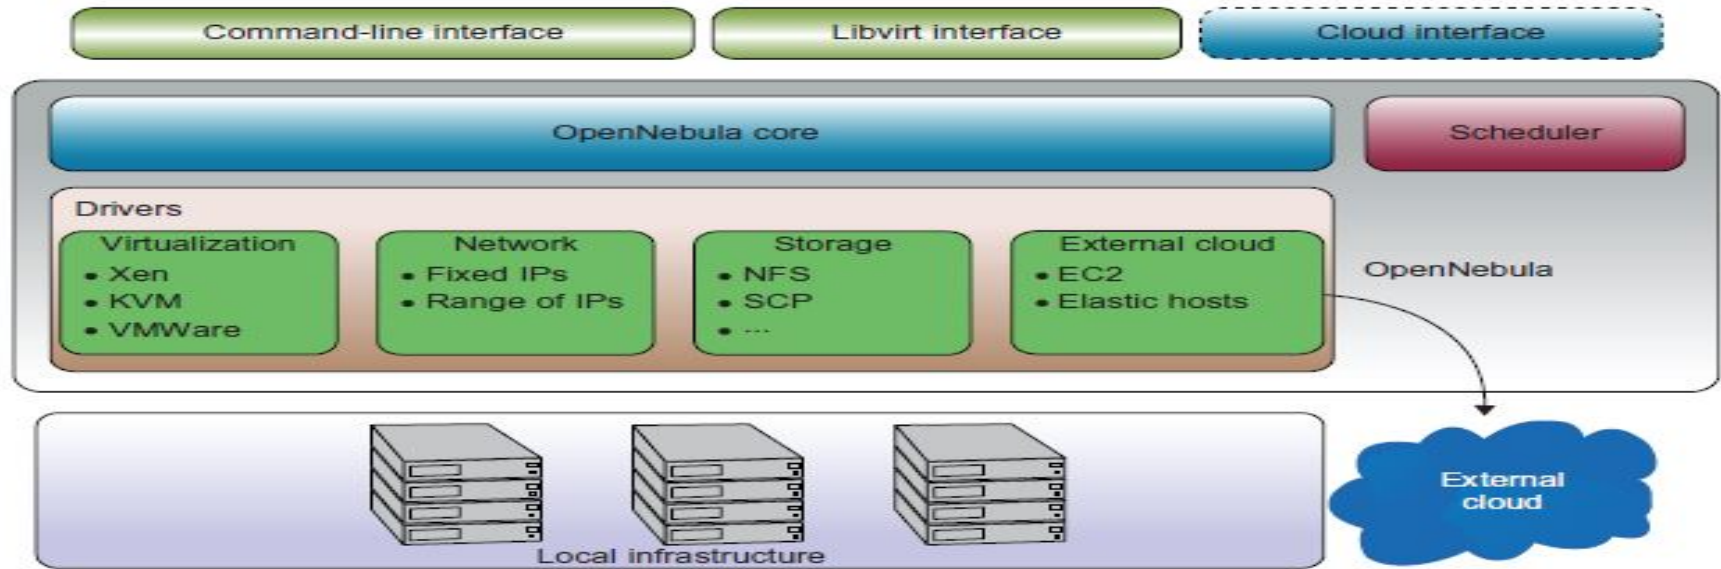 Command-line interface
Libvirt interface
Cloud interface
OpenNebula core
Scheduler
Drivers
Virtualization
• Xen
• KVM
• VMWare
Network
• Fixed IPs
• Range of IPs
Storage
• NFS
• SCP
• ...
External cloud
• EC2
• Elastic hosts
OpenNebula
Local infrastructure
External
cloud